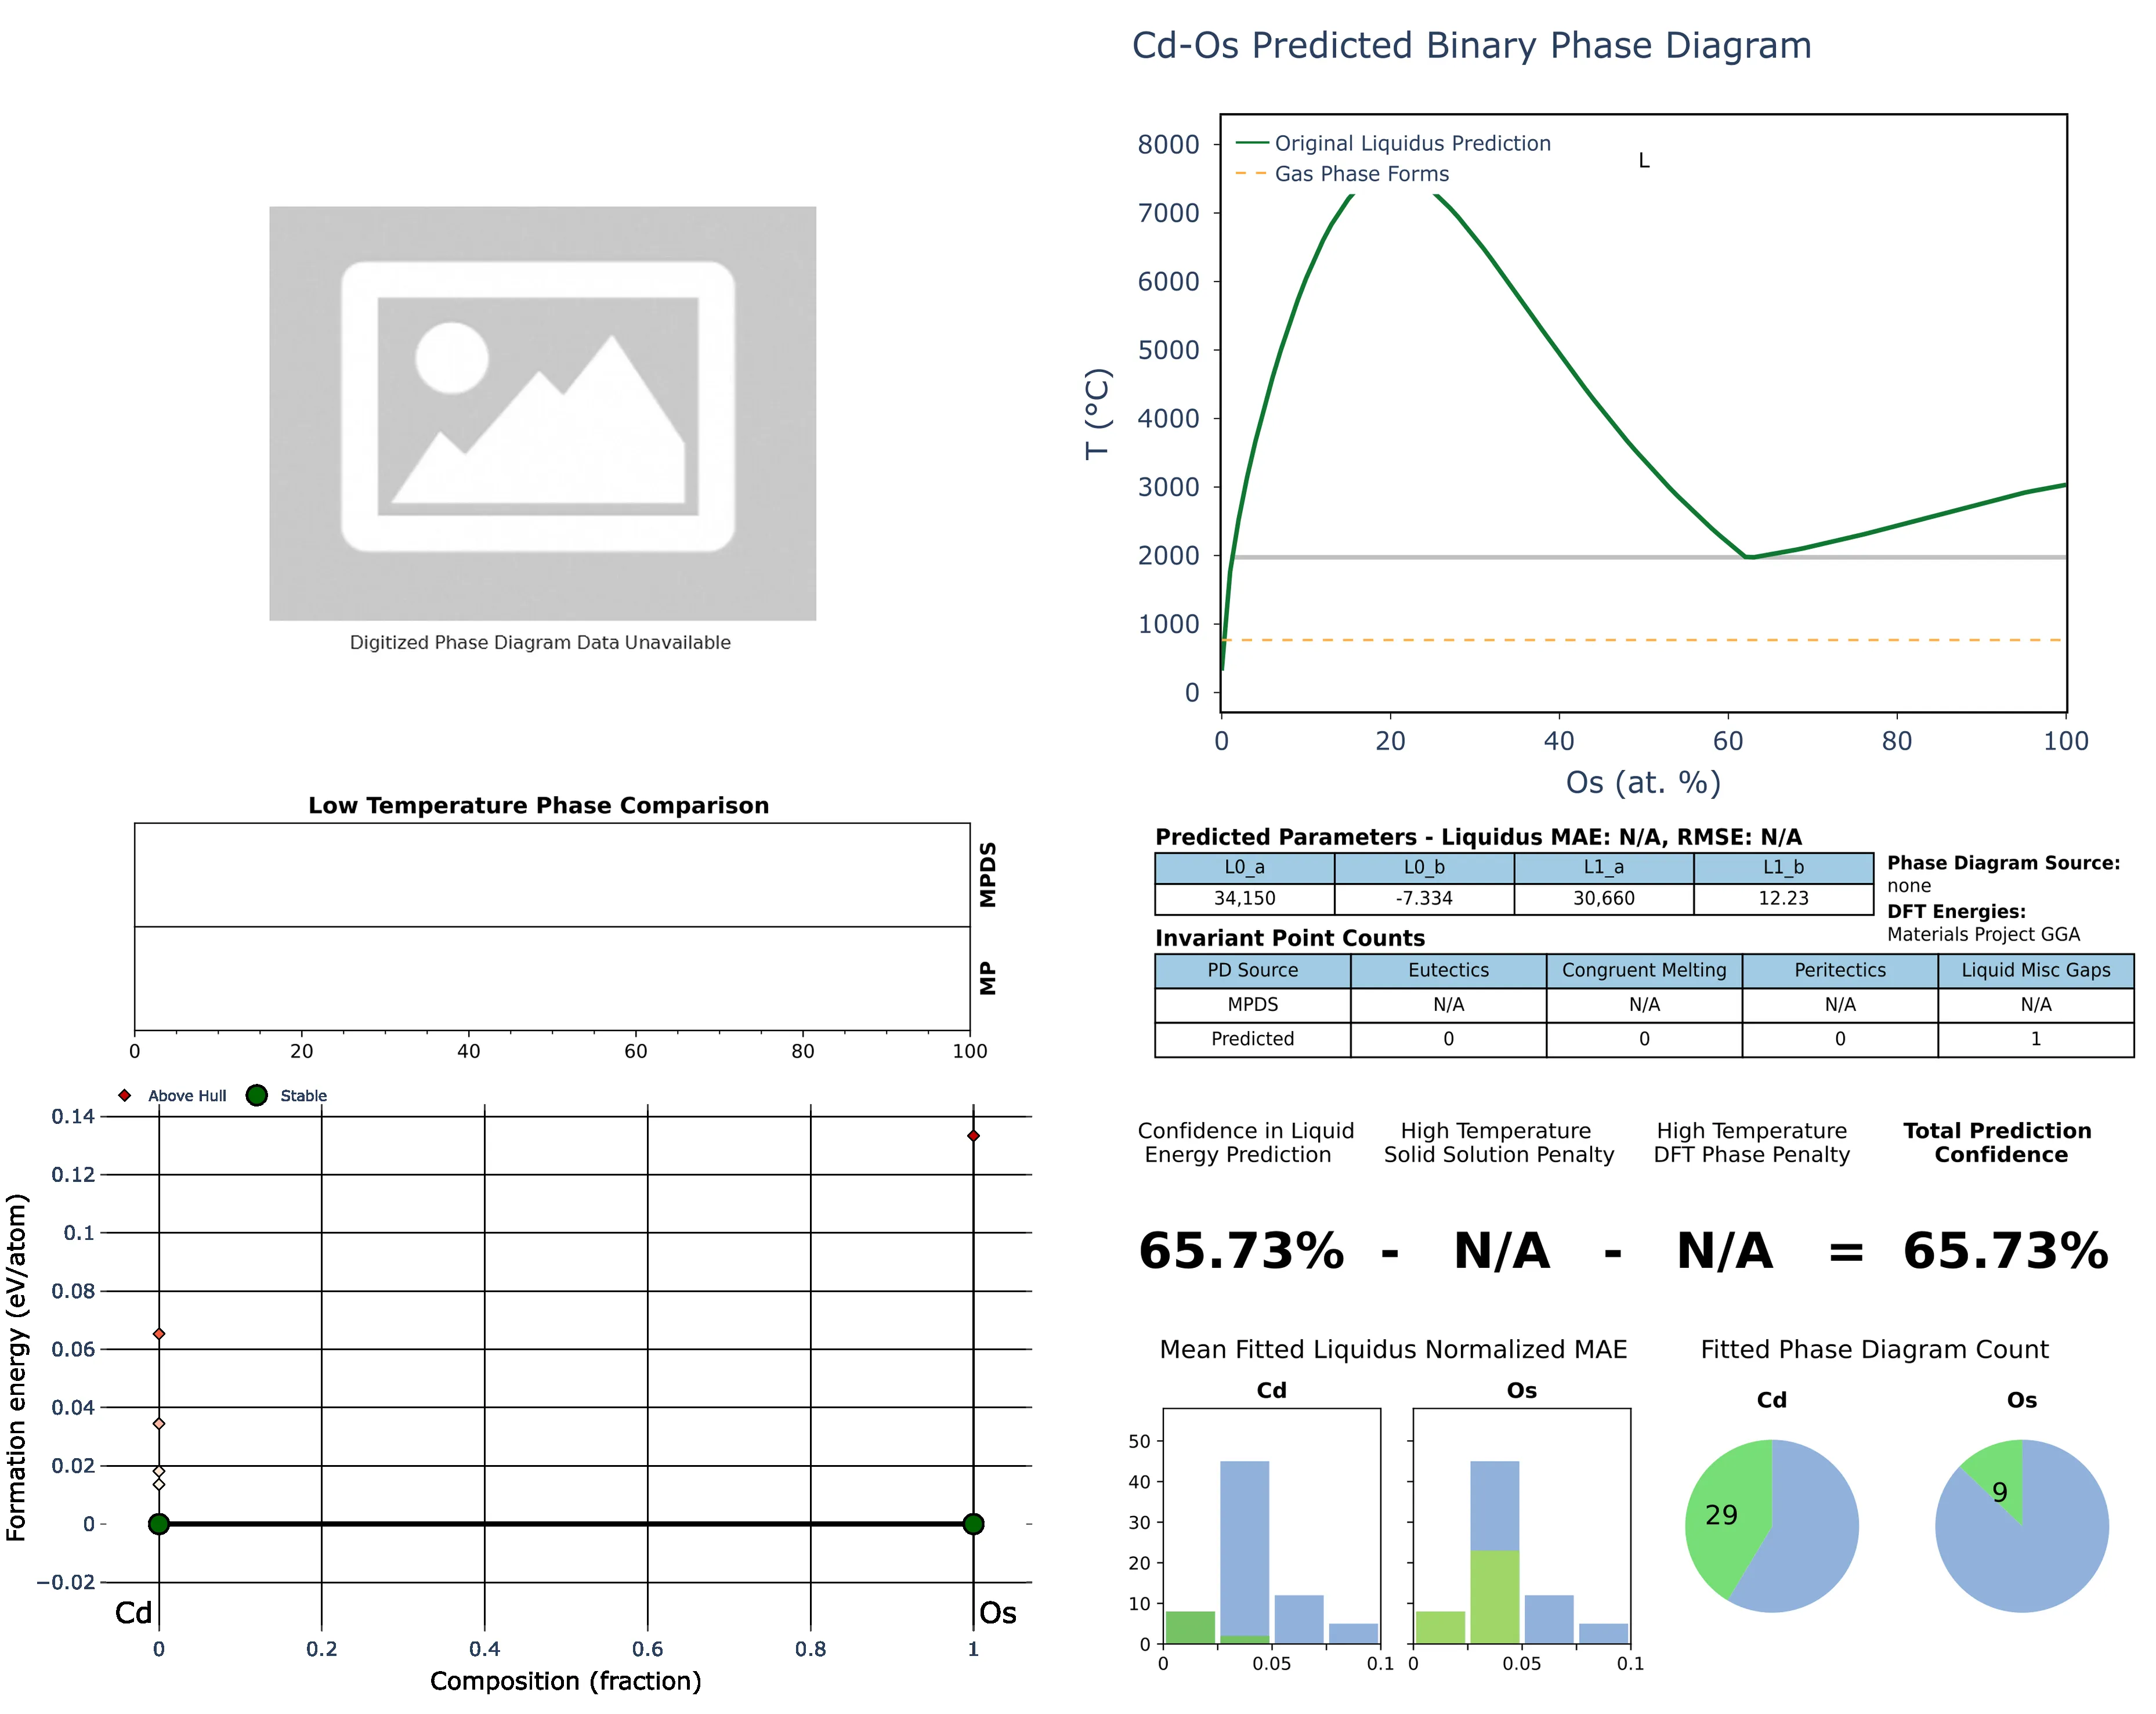 Cd-Os Predicted Binary Phase Diagram
Digitized Phase Diagram Data Unavailable
Original Liquidus Prediction
Gas Phase Forms
L
8000
7000
6000
5000
4000
3000
2000
1000
0
T (°C)
0 20 40 60 80 100
Os (at. %)
Low Temperature Phase Comparison
MPDS
MP
0 20 40 60 80 100
Predicted Parameters - Liquidus MAE: N/A, RMSE: N/A
L0_a L0_b L1_a L1_b
34,150 -7.334 30,660 12.23
Phase Diagram Source:
none
DFT Energies:
Materials Project GGA
Invariant Point Counts
PD Source Eutectics Congruent Melting Peritectics Liquid Misc Gaps
MPDS N/A N/A N/A N/A
Predicted 0 0 0 1
Above Hull Stable
0.14
0.12
0.1
0.08
0.06
0.04
0.02
0
−0.02
Formation energy (eV/atom)
Cd Os
0 0.2 0.4 0.6 0.8 1
Composition (fraction)
Confidence in Liquid
Energy Prediction
High Temperature
Solid Solution Penalty
High Temperature
DFT Phase Penalty
Total Prediction
Confidence
65.73% - N/A - N/A = 65.73%
Mean Fitted Liquidus Normalized MAE
Cd
Os
50
40
30
20
10
0
0 0.05 0.1
0 0.05 0.1
Fitted Phase Diagram Count
Cd
Os
29
9